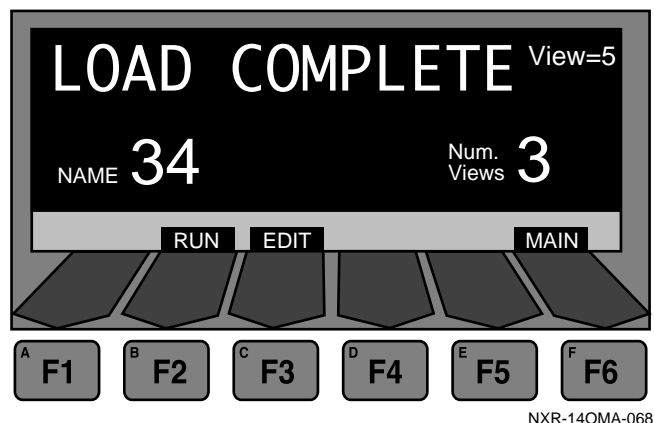 LOAD COMPLETE View=5
NAME 34 Num. Views 3
RUN EDIT MAIN
A F1 B F2 C F3 D F4 E F5 F F6
NXR-14OMA-068